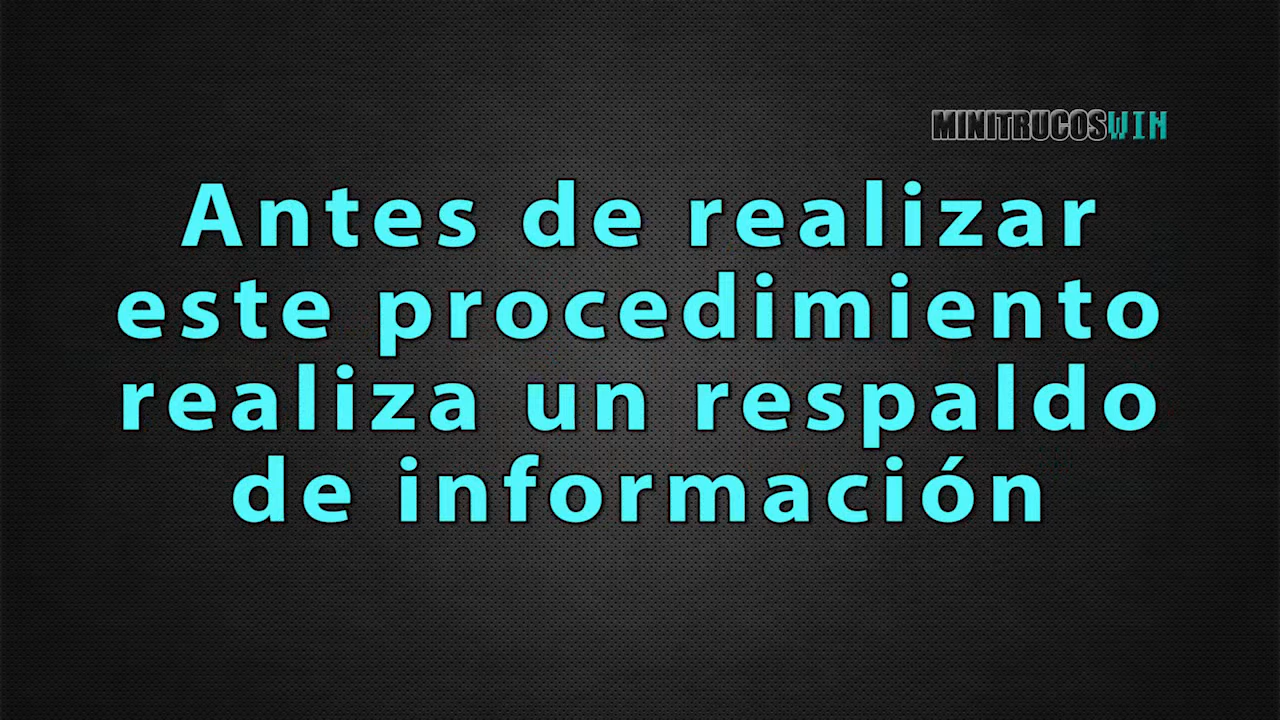 MINITRUCOSWIN
Antes de realizar
este procedimiento
realiza un respaldo
de información